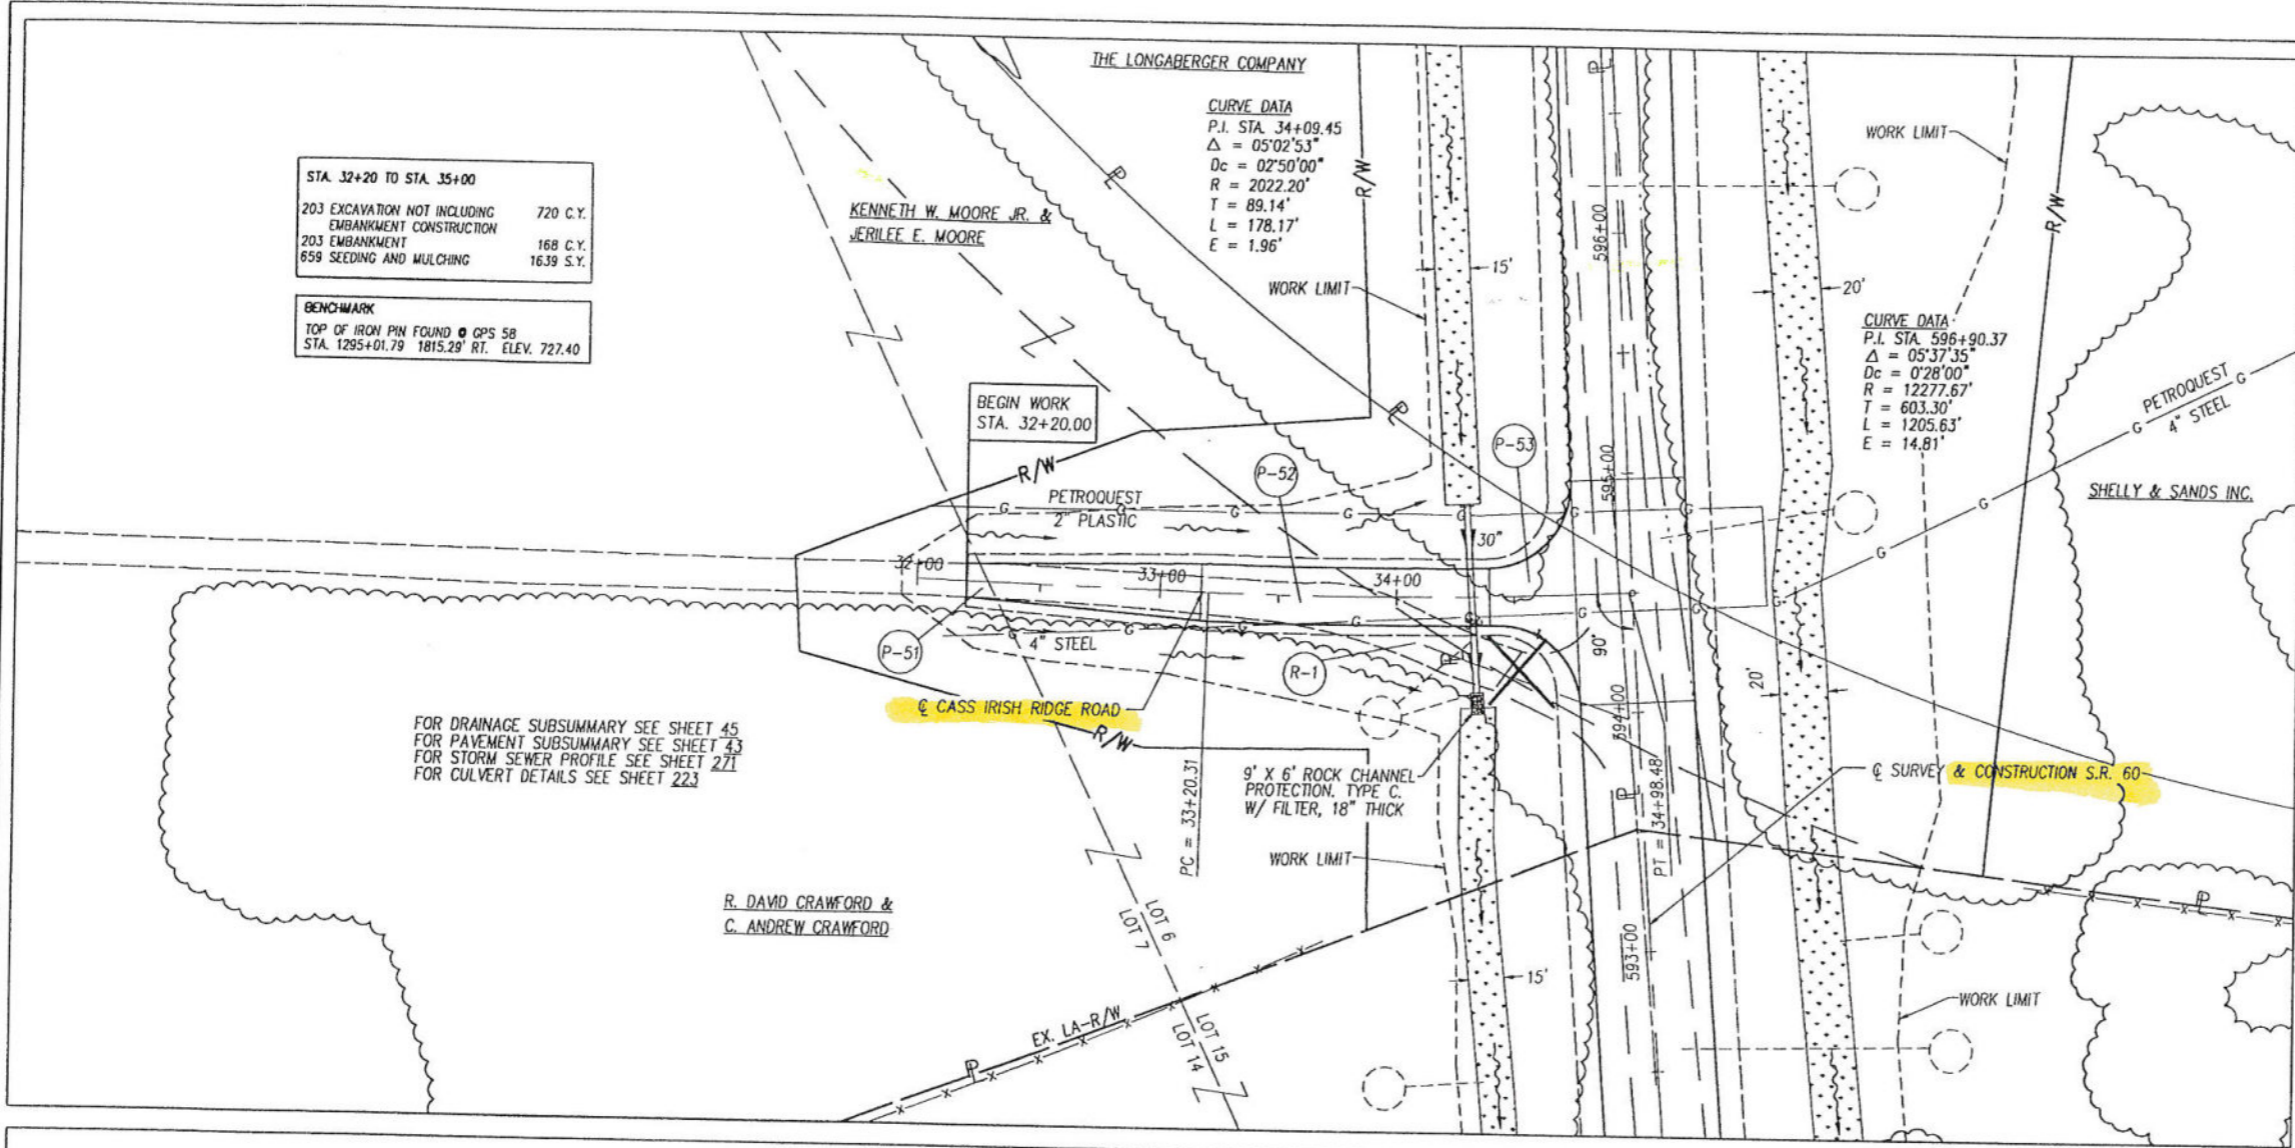 THE LONGABERGER COMPANY
CURVE DATA
P.I. STA. 34+09.45
Δ = 05°02'53"
Dc = 02°50'00"
R = 2022.20'
T = 89.14'
L = 178.17'
E = 1.96'
STA. 32+20 TO STA. 35+00
203 EXCAVATION NOT INCLUDING 720 C.Y.
EMBANKMENT CONSTRUCTION
203 EMBANKMENT 168 C.Y.
659 SEEDING AND MULCHING 1639 S.Y.
BENCHMARK
TOP OF IRON PIN FOUND @ GPS 58
STA. 1295+01.79 1815.29' RT. ELEV. 727.40
KENNETH W. MOORE JR. &
JERILEE E. MOORE
PL
R/W
WORK LIMIT
15'
PL
596+00
WORK LIMIT
R/W
20'
CURVE DATA
P.I. STA. 596+90.37
Δ = 05°37'35"
Dc = 0°28'00"
R = 12277.67'
T = 603.30'
L = 1205.63'
E = 14.81'
PETROQUEST
4" STEEL
G
G
G
G
G
SHELLY & SANDS INC.
BEGIN WORK
STA. 32+20.00
R/W
PL
P-52
P-53
595+00
PETROQUEST
2" PLASTIC
G
G
G
G
G
G
G
30"
32+00
33+00
34+00
P-51
G
4" STEEL
G
G
G
G
G
G
R-1
PL
90°
594+00
20'
℄ CASS IRISH RIDGE ROAD
R/W
FOR DRAINAGE SUBSUMMARY SEE SHEET 45
FOR PAVEMENT SUBSUMMARY SEE SHEET 43
FOR STORM SEWER PROFILE SEE SHEET 271
FOR CULVERT DETAILS SEE SHEET 223
PC = 33+20.31
9' X 6' ROCK CHANNEL
PROTECTION, TYPE C.
W/ FILTER, 18" THICK
PL
PT = 34+98.48
℄ SURVEY & CONSTRUCTION S.R. 60
WORK LIMIT
R. DAVID CRAWFORD &
C. ANDREW CRAWFORD
LOT 6
LOT 7
593+00
15'
PL
WORK LIMIT
EX. LA-R/W
PL
LOT 15
LOT 14